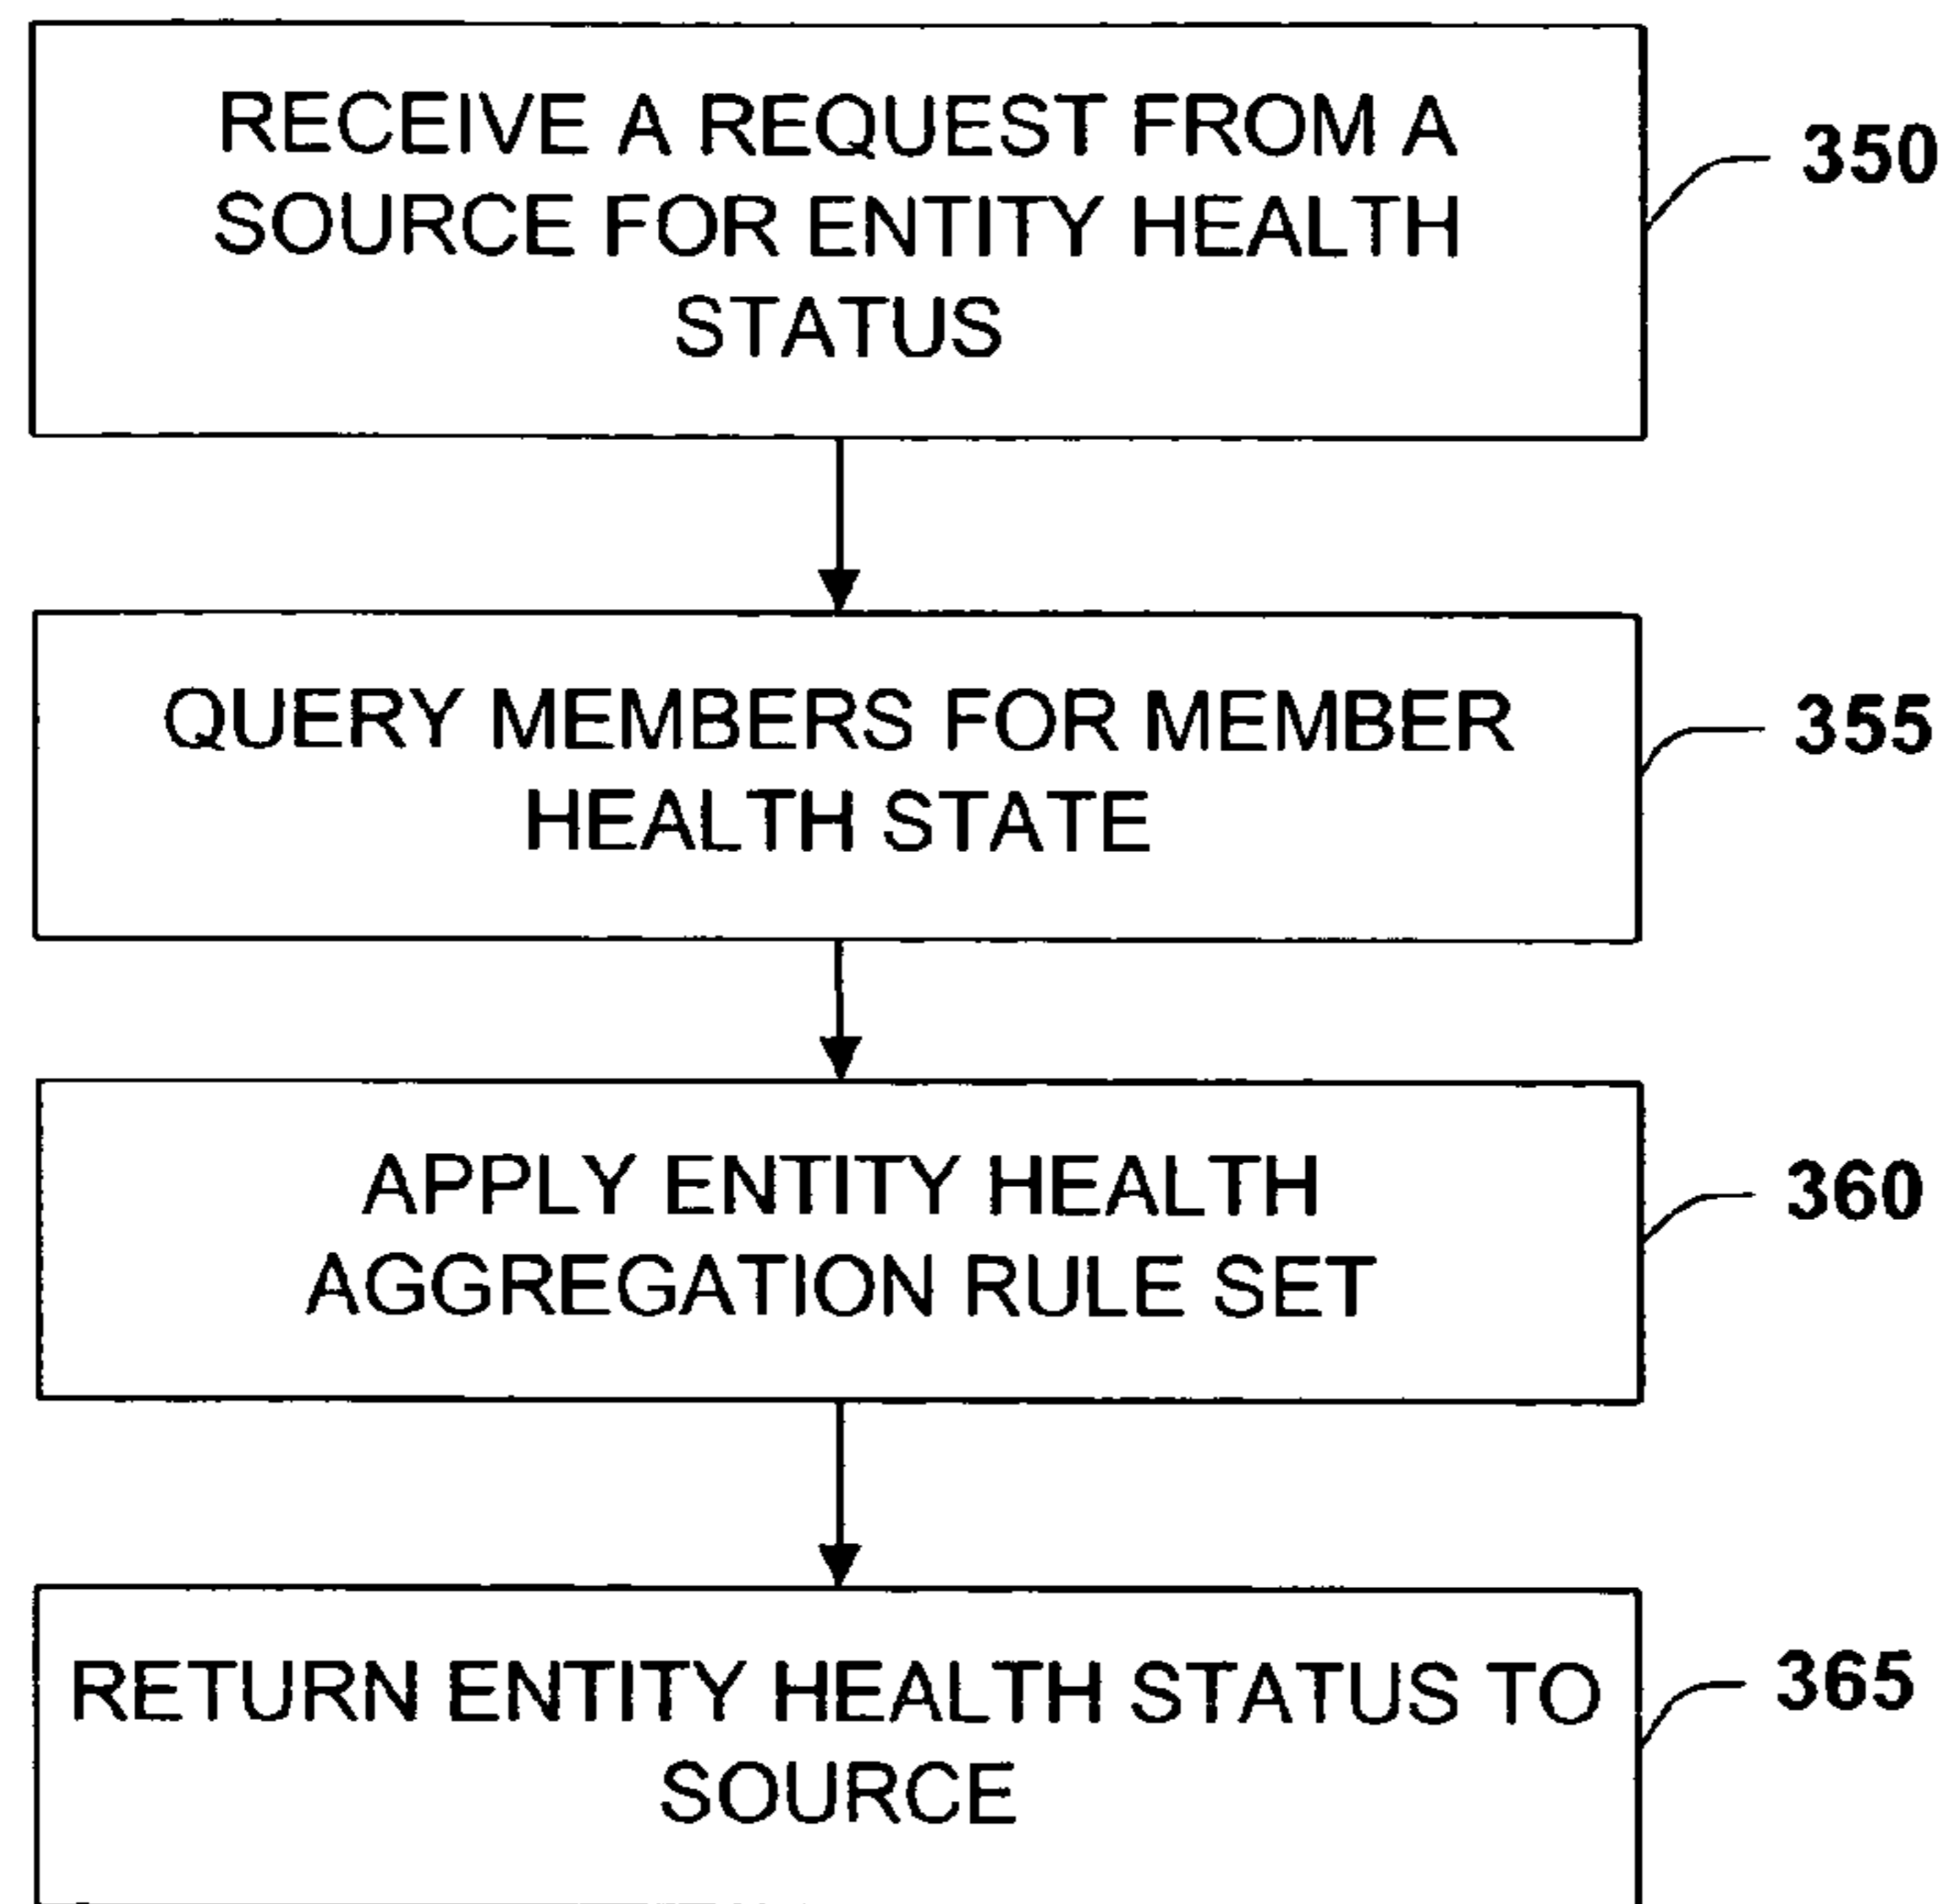 RECEIVE A REQUEST FROM A
SOURCE FOR ENTITY HEALTH
STATUS
350
QUERY MEMBERS FOR MEMBER
HEALTH STATE
355
APPLY ENTITY HEALTH
AGGREGATION RULE SET
360
RETURN ENTITY HEALTH STATUS TO
SOURCE
365